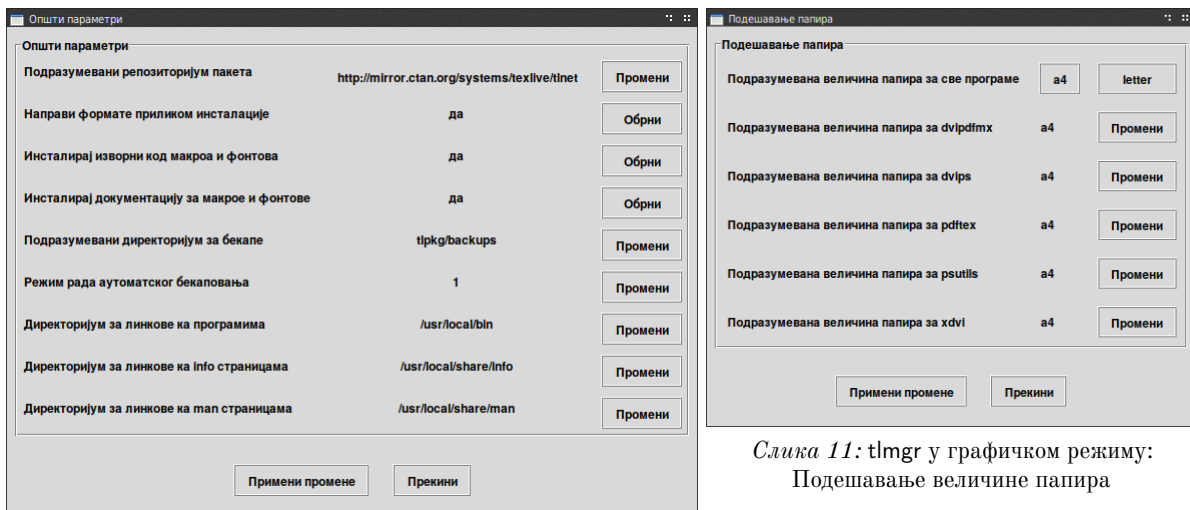 Општи параметри
Општи параметри
Подразумевани репозиторијум пакета http://mirror.ctan.org/systems/texlive/tlnet Промени
Направи формате приликом инсталације да Обрни
Инсталирај изворни код макроа и фонтова да Обрни
Инсталирај документацију за макрое и фонтове да Обрни
Подразумевани директоријум за бекапе tlpkg/backups Промени
Режим рада аутоматског бекаповања 1 Промени
Директоријум за линкове ка програмима /usr/local/bin Промени
Директоријум за линкове ка info страницама /usr/local/share/info Промени
Директоријум за линкове ка man страницама /usr/local/share/man Промени
Примени промене Прекини
Подешавање папира
Подешавање папира
Подразумевана величина папира за све програме a4 letter
Подразумевана величина папира за dvipdfmx a4 Промени
Подразумевана величина папира за dvips a4 Промени
Подразумевана величина папира за pdftex a4 Промени
Подразумевана величина папира за psutils a4 Промени
Подразумевана величина папира за xdvi a4 Промени
Примени промене Прекини
Слика 11: tlmgr у графичком режиму:
Подешавање величине папира